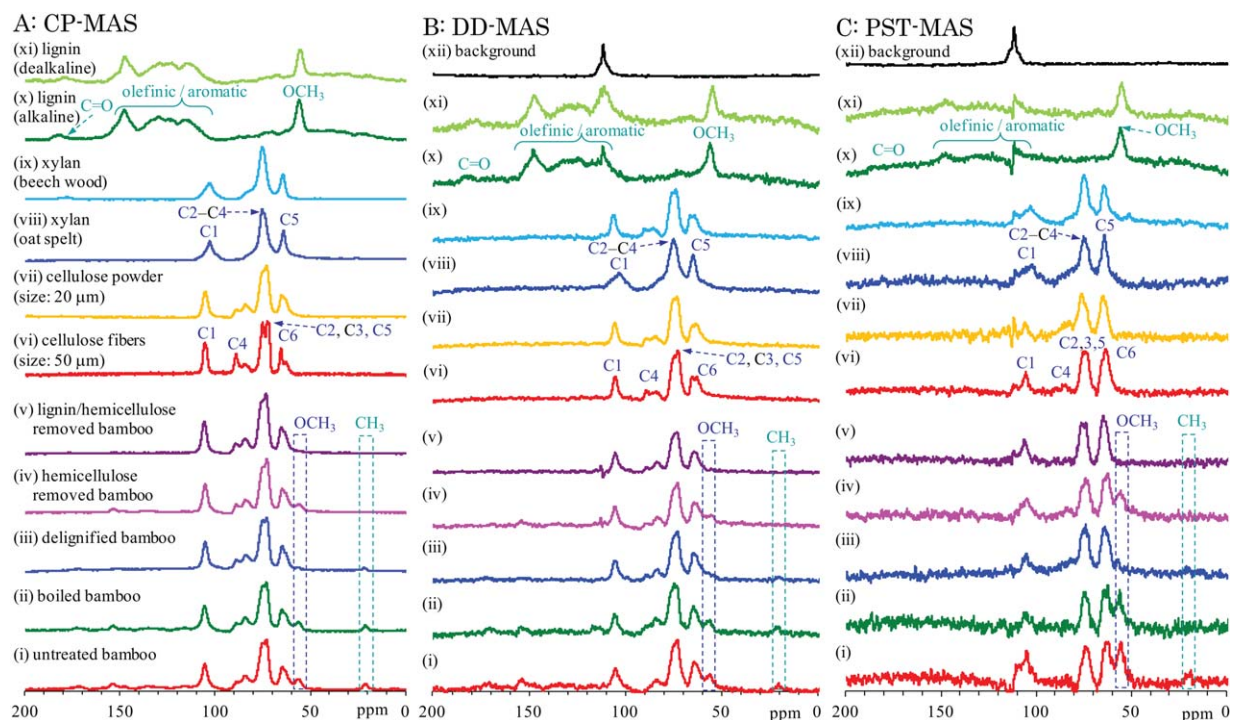 A: CP-MAS
(xi) lignin
(dealkaline)
(x) lignin
(alkaline)
C=O
olefinic / aromatic
OCH₃
(ix) xylan
(beech wood)
(viii) xylan
(oat spelt)
C2–C4
C1
C5
(vii) cellulose powder
(size: 20 µm)
(vi) cellulose fibers
(size: 50 µm)
C1
C4
C6
C2, C3, C5
(v) lignin/hemicellulose
removed bamboo
OCH₃
CH₃
(iv) hemicellulose
removed bamboo
(iii) delignified bamboo
(ii) boiled bamboo
(i) untreated bamboo
200
150
100
50
ppm
0
B: DD-MAS
(xii) background
(xi)
olefinic / aromatic
OCH₃
(x)
C=O
(ix)
C2–C4
C1
C5
(viii)
(vii)
C2, C3, C5
(vi)
C1
C4
C6
(v)
OCH₃
CH₃
(iv)
(iii)
(ii)
(i)
200
150
100
50
ppm
0
C: PST-MAS
(xii) background
(xi)
olefinic / aromatic
OCH₃
(x)
C=O
(ix)
C2–C4
C5
C1
(viii)
(vii)
C2,3,5
(vi)
C1
C4
C6
(v)
OCH₃
CH₃
(iv)
(iii)
(ii)
(i)
200
150
100
50
ppm
0